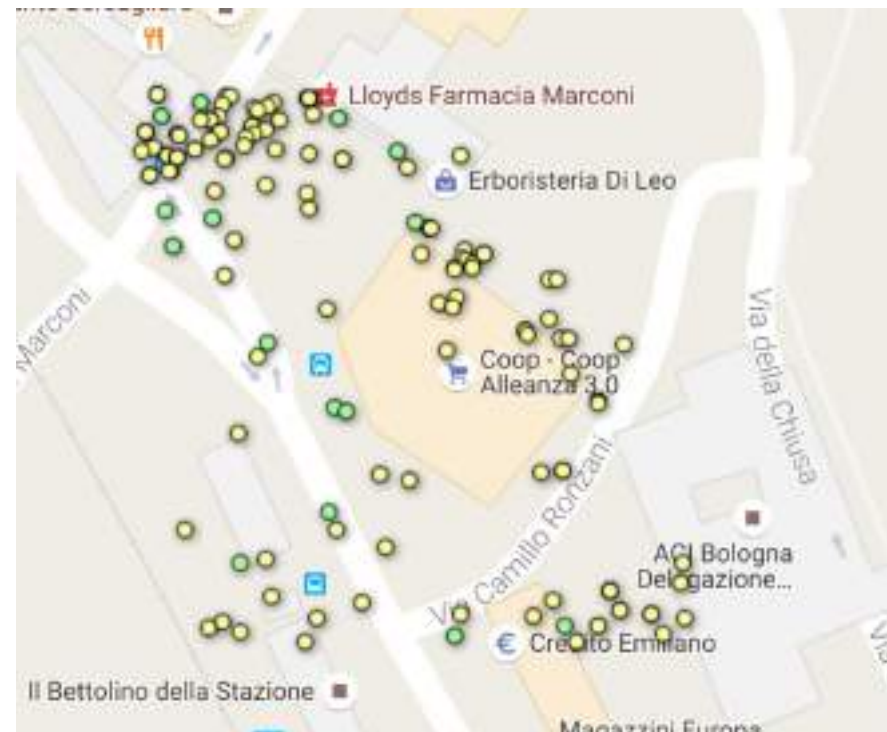 Lloyds Farmacia Marconi
Erboristeria Di Leo
Marconi
Via della Chiusa
Coop - Coop
Alleanza 3.0
Via Camillo Ronzani
ACI Bologna
Delegazione...
€
Credito Emiliano
Il Bettolino della Stazione
Magazzini Europa